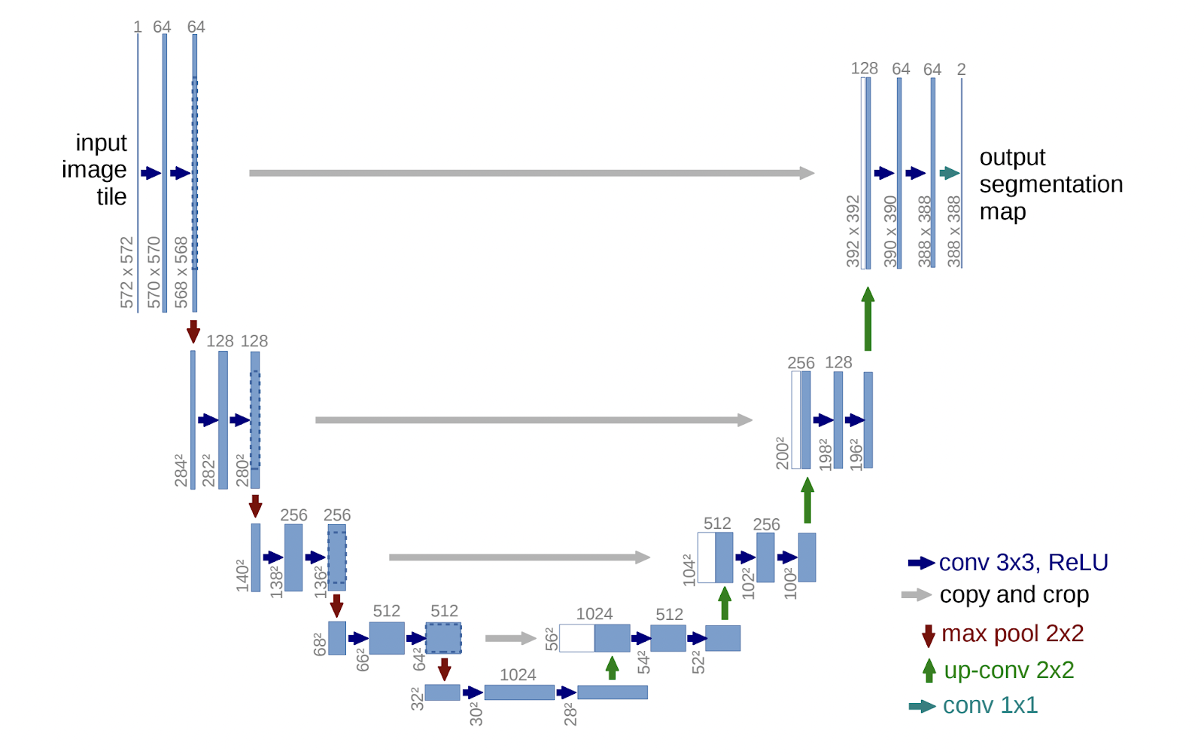 1 64 64
input
image
tile
572 x 572
570 x 570
568 x 568
128 64 64 2
392 x 392
390 x 390
388 x 388
388 x 388
output
segmentation
map
128 128
284²
282²
280²
256 128
200²
198²
196²
256 256
140²
138²
136²
512 256
104²
102²
100²
512 512
68²
66²
64²
1024 512
56²
54²
52²
1024
32²
30²
28²
conv 3x3, ReLU
copy and crop
max pool 2x2
up-conv 2x2
conv 1x1